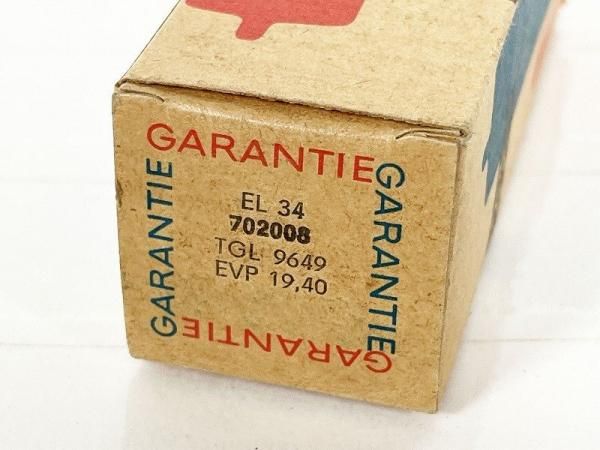 GARANTIE
GARANTIE
GARANTIE
EL 34
702008
TGL 9649
EVP 19,40
GARANTIE